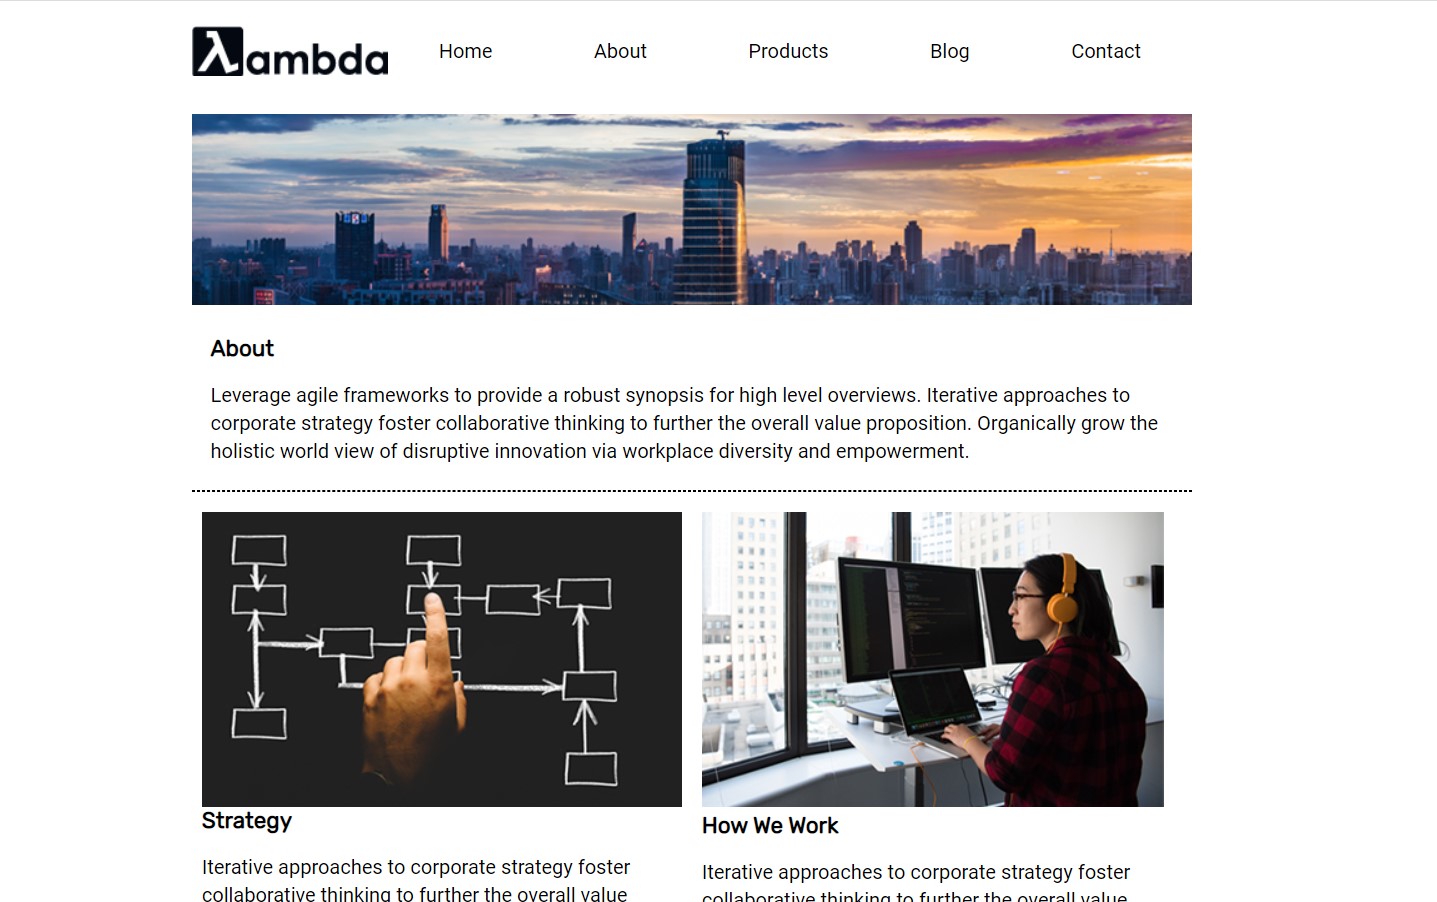 λambda
Home About Products Blog Contact
About
Leverage agile frameworks to provide a robust synopsis for high level overviews. Iterative approaches to
corporate strategy foster collaborative thinking to further the overall value proposition. Organically grow the
holistic world view of disruptive innovation via workplace diversity and empowerment.
Strategy
Iterative approaches to corporate strategy foster
collaborative thinking to further the overall value
How We Work
Iterative approaches to corporate strategy foster
collaborative thinking to further the overall value